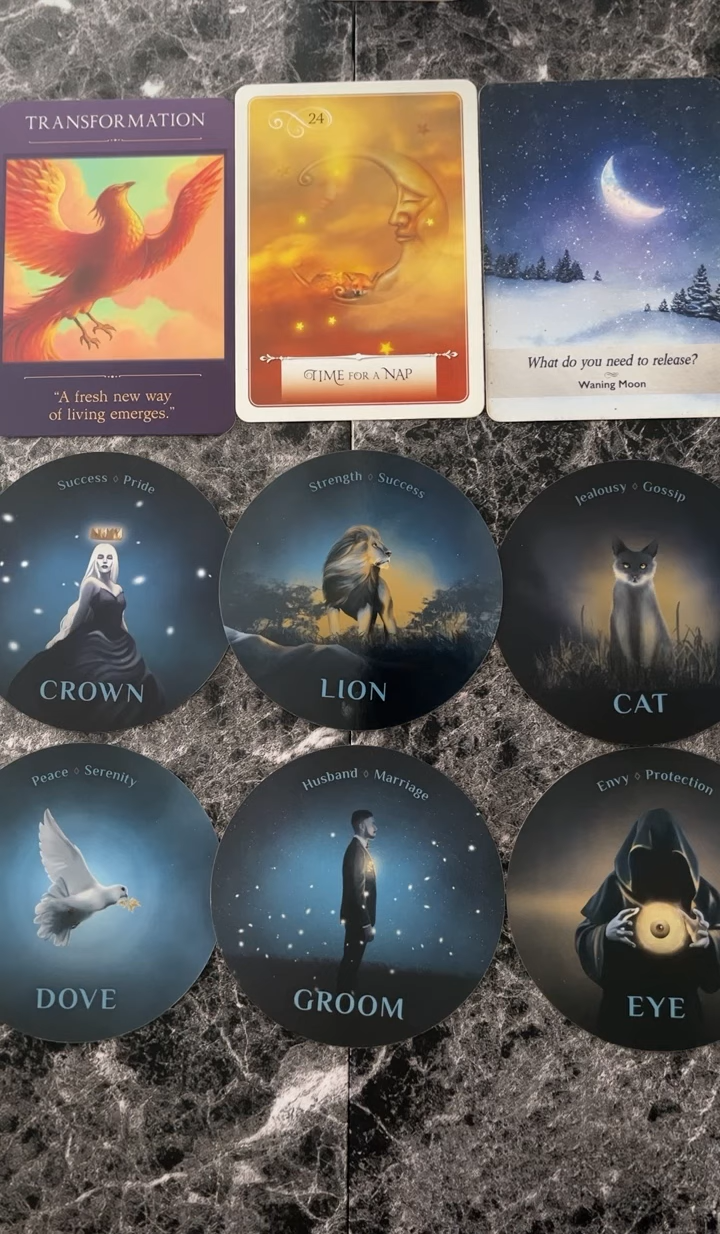 TRANSFORMATION
"A fresh new way
of living emerges."
24
TIME FOR A NAP
What do you need to release?
Waning Moon
Success ◊ Pride
CROWN
Strength ◊ Success
LION
Jealousy ◊ Gossip
CAT
Peace ◊ Serenity
DOVE
Husband ◊ Marriage
GROOM
Envy ◊ Protection
EYE